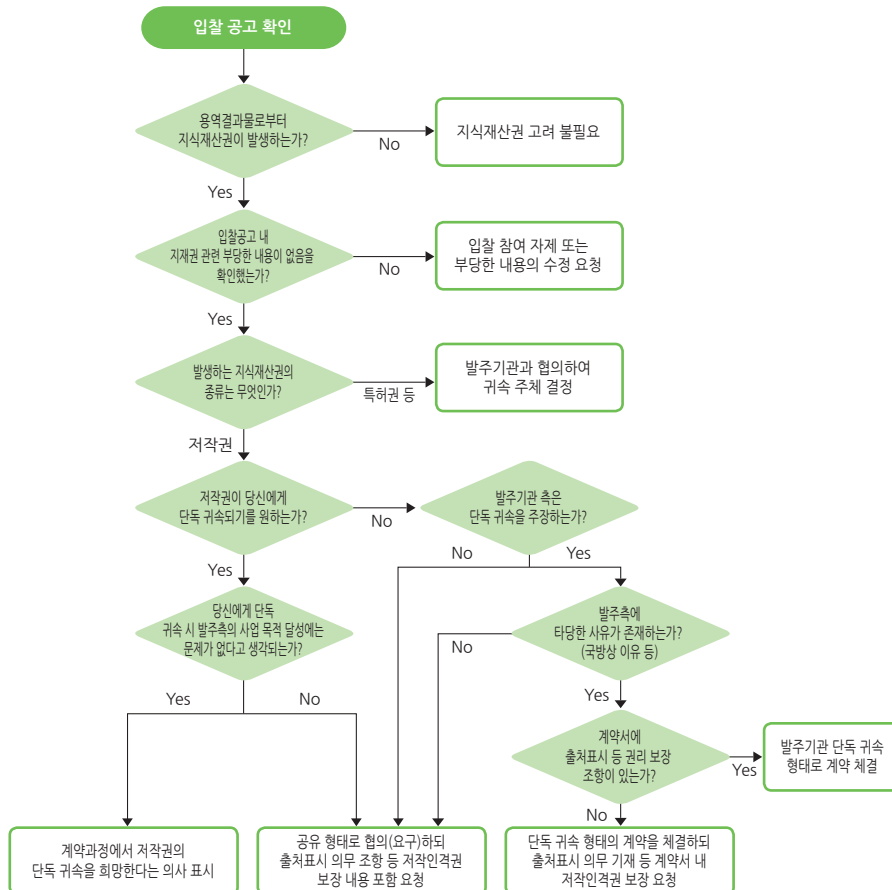 입찰 공고 확인
용역결과물로부터
지식재산권이 발생하는가?
No
지식재산권 고려 불필요
Yes
입찰공고 내
지재권 관련 부당한 내용이 없음을
확인했는가?
No
입찰 참여 자제 또는
부당한 내용의 수정 요청
Yes
발생하는 지식재산권의
종류는 무엇인가?
특허권 등
발주기관과 협의하여
귀속 주체 결정
저작권
저작권이 당신에게
단독 귀속되기를 원하는가?
No
발주기관 측은
단독 귀속을 주장하는가?
Yes
No
Yes
당신에게 단독
귀속 시 발주측의 사업 목적 달성에는
문제가 없다고 생각되는가?
발주측에
타당한 사유가 존재하는가?
(국방상 이유 등)
No
Yes
Yes
No
계약서에
출처표시 등 권리 보장
조항이 있는가?
Yes
발주기관 단독 귀속
형태로 계약 체결
No
계약과정에서 저작권의
단독 귀속을 희망한다는 의사 표시
공유 형태로 협의(요구)하되
출처표시 의무 조항 등 저작인격권
보장 내용 포함 요청
단독 귀속 형태의 계약을 체결하되
출처표시 의무 기재 등 계약서 내
저작인격권 보장 요청